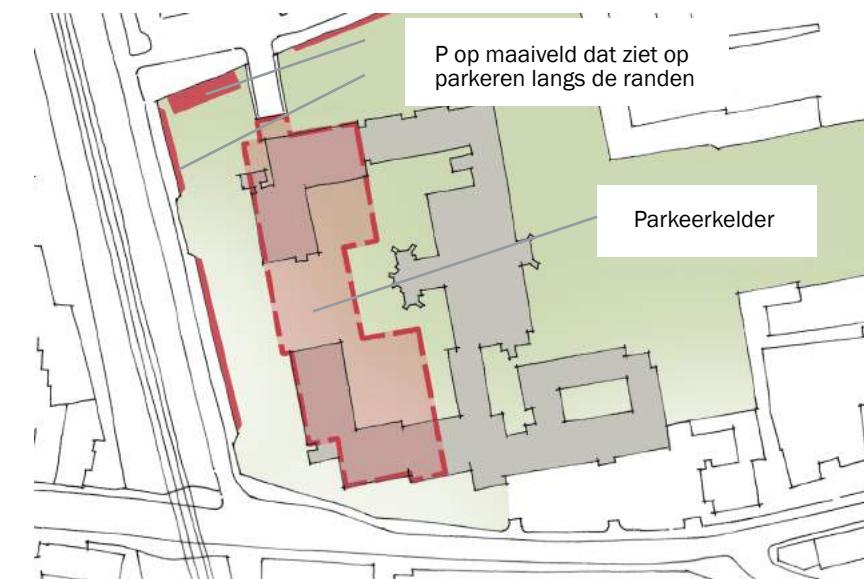 P op maaiveld dat ziet op
parkeren langs de randen
Parkeerkelder